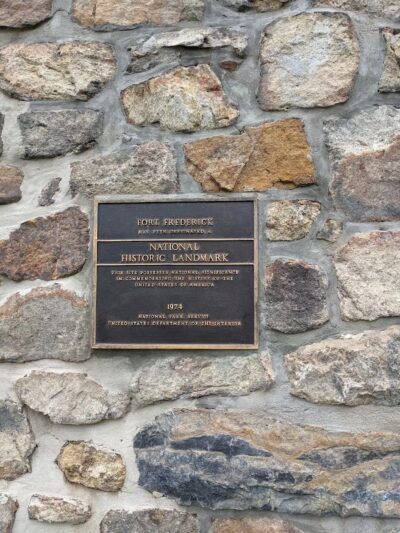 FORT FREDERICK
HAS BEEN DESIGNATED A
NATIONAL
HISTORIC LANDMARK
THIS SITE POSSESSES NATIONAL SIGNIFICANCE
IN COMMEMORATING THE HISTORY OF THE
UNITED STATES OF AMERICA
1974
NATIONAL PARK SERVICE
UNITED STATES DEPARTMENT OF THE INTERIOR